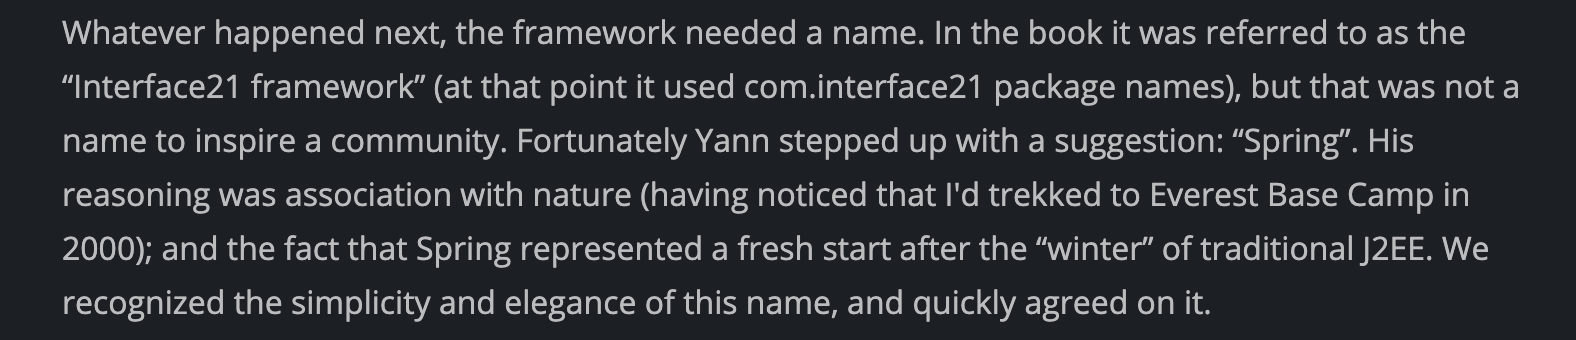 Whatever happened next, the framework needed a name. In the book it was referred to as the
“Interface21 framework” (at that point it used com.interface21 package names), but that was not a
name to inspire a community. Fortunately Yann stepped up with a suggestion: “Spring”. His
reasoning was association with nature (having noticed that I'd trekked to Everest Base Camp in
2000); and the fact that Spring represented a fresh start after the “winter” of traditional J2EE. We
recognized the simplicity and elegance of this name, and quickly agreed on it.